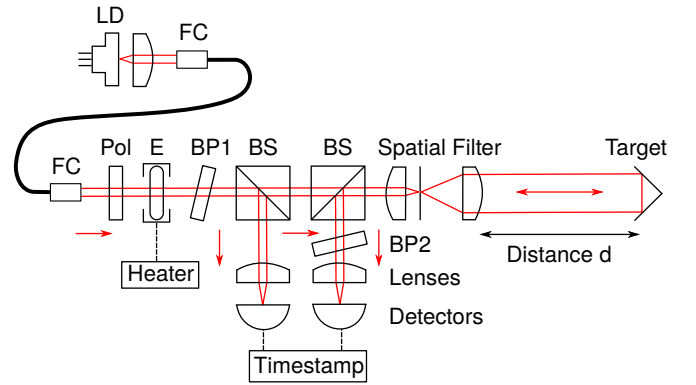 LD
FC
FC
Pol
E
BP1
BS
BS
Spatial Filter
Target
BP2
Heater
Distance d
Lenses
Detectors
Timestamp